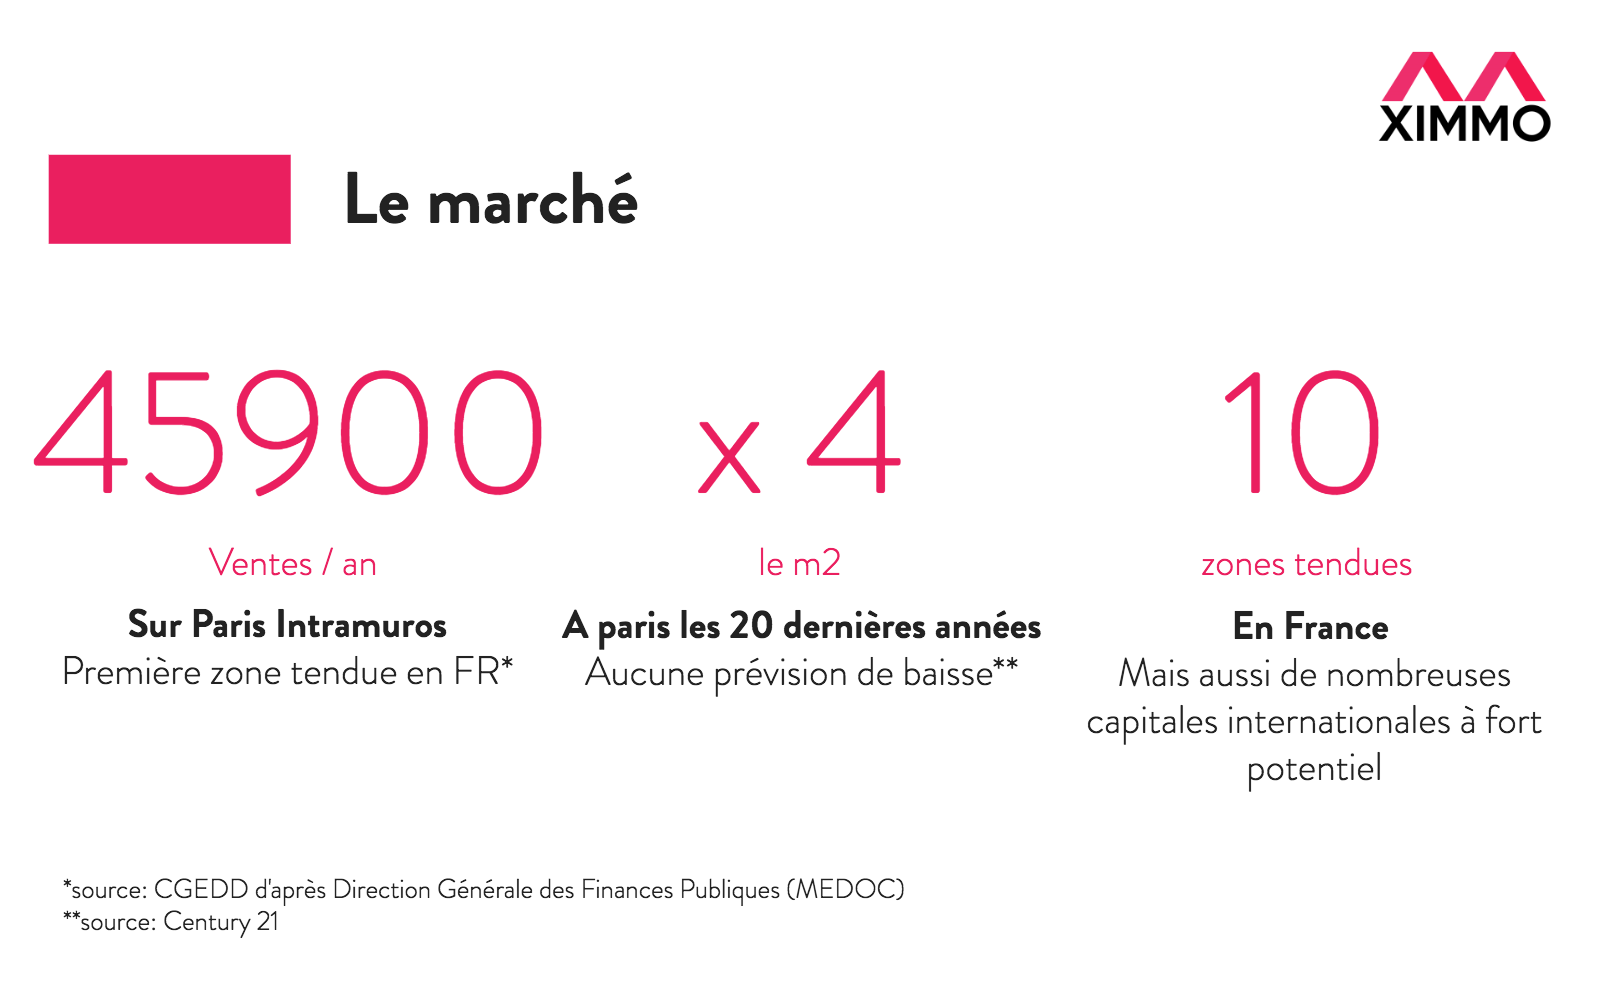 XIMMO
Le marché
45900
Ventes / an
Sur Paris Intramuros
Première zone tendue en FR*
x 4
le m2
A paris les 20 dernières années
Aucune prévision de baisse**
10
zones tendues
En France
Mais aussi de nombreuses
capitales internationales à fort
potentiel
*source: CGEDD d'après Direction Générale des Finances Publiques (MEDOC)
**source: Century 21